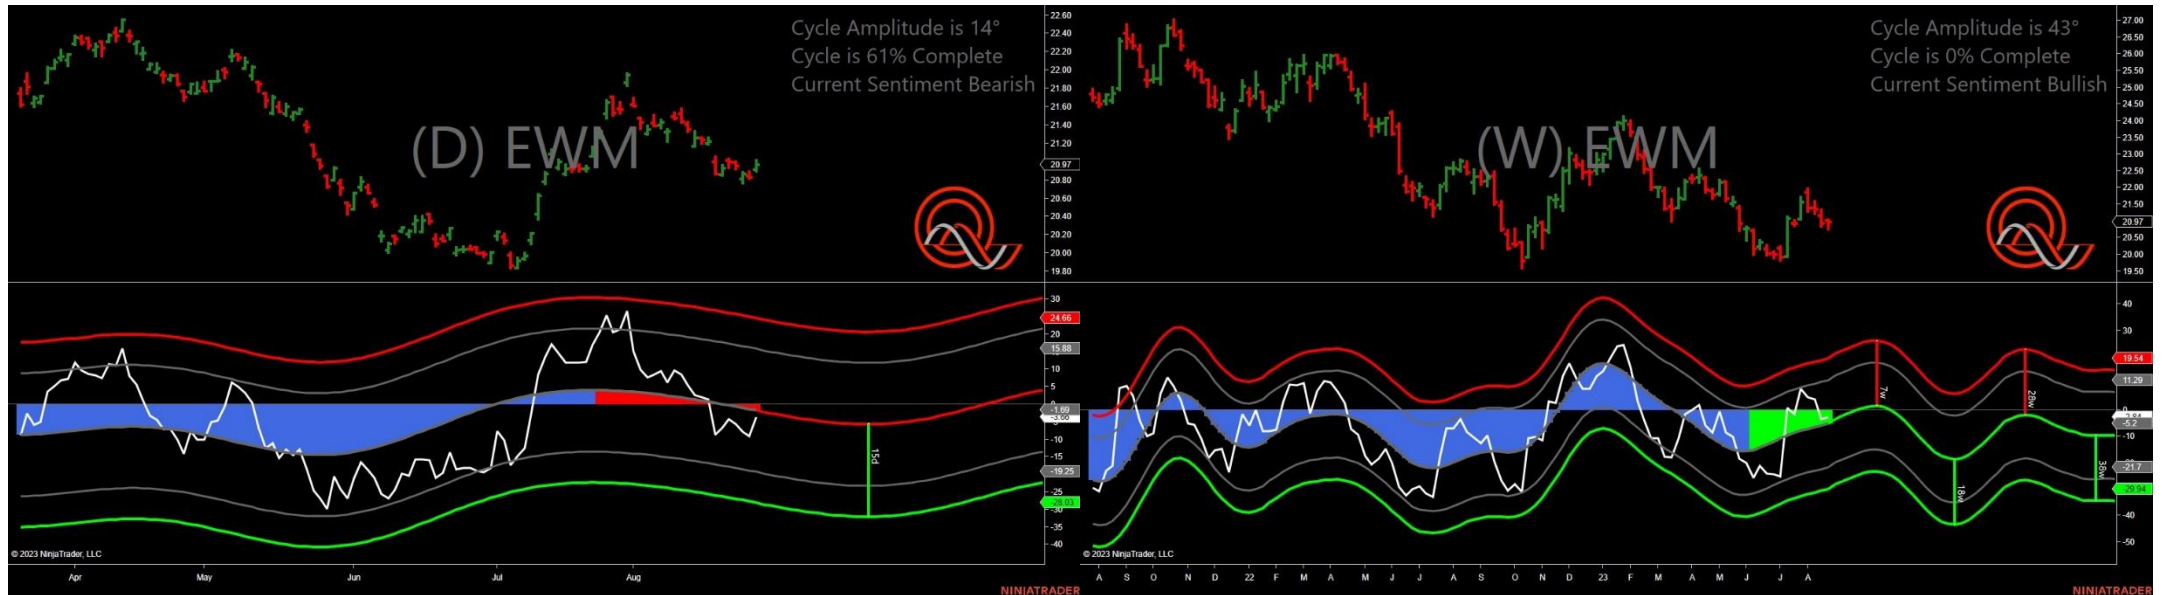 Cycle Amplitude is 14°
Cycle is 61% Complete
Current Sentiment Bearish
(D) EWM
22.60
22.40
22.20
22.00
21.80
21.60
21.40
21.20
20.97
20.80
20.60
20.40
20.20
20.00
19.80
30
24.66
20
15.88
10
5
-1.69
-10
-15
-19.25
-25
-28.03
-30
-35
-40
15d
© 2023 NinjaTrader, LLC
Apr May Jun Jul Aug
NINJATRADER
Cycle Amplitude is 43°
Cycle is 0% Complete
Current Sentiment Bullish
(W) EWM
27.00
26.50
26.00
25.50
25.00
24.50
24.00
23.50
23.00
22.50
22.00
21.50
20.97
20.50
20.00
19.50
40
30
19.54
11.29
-5.2
-10
-21.7
-29.94
-40
-50
7w
18w
28w
38w
© 2023 NinjaTrader, LLC
A S O N D 22 F M A M J J A S O N D 23 F M A M J J A
NINJATRADER